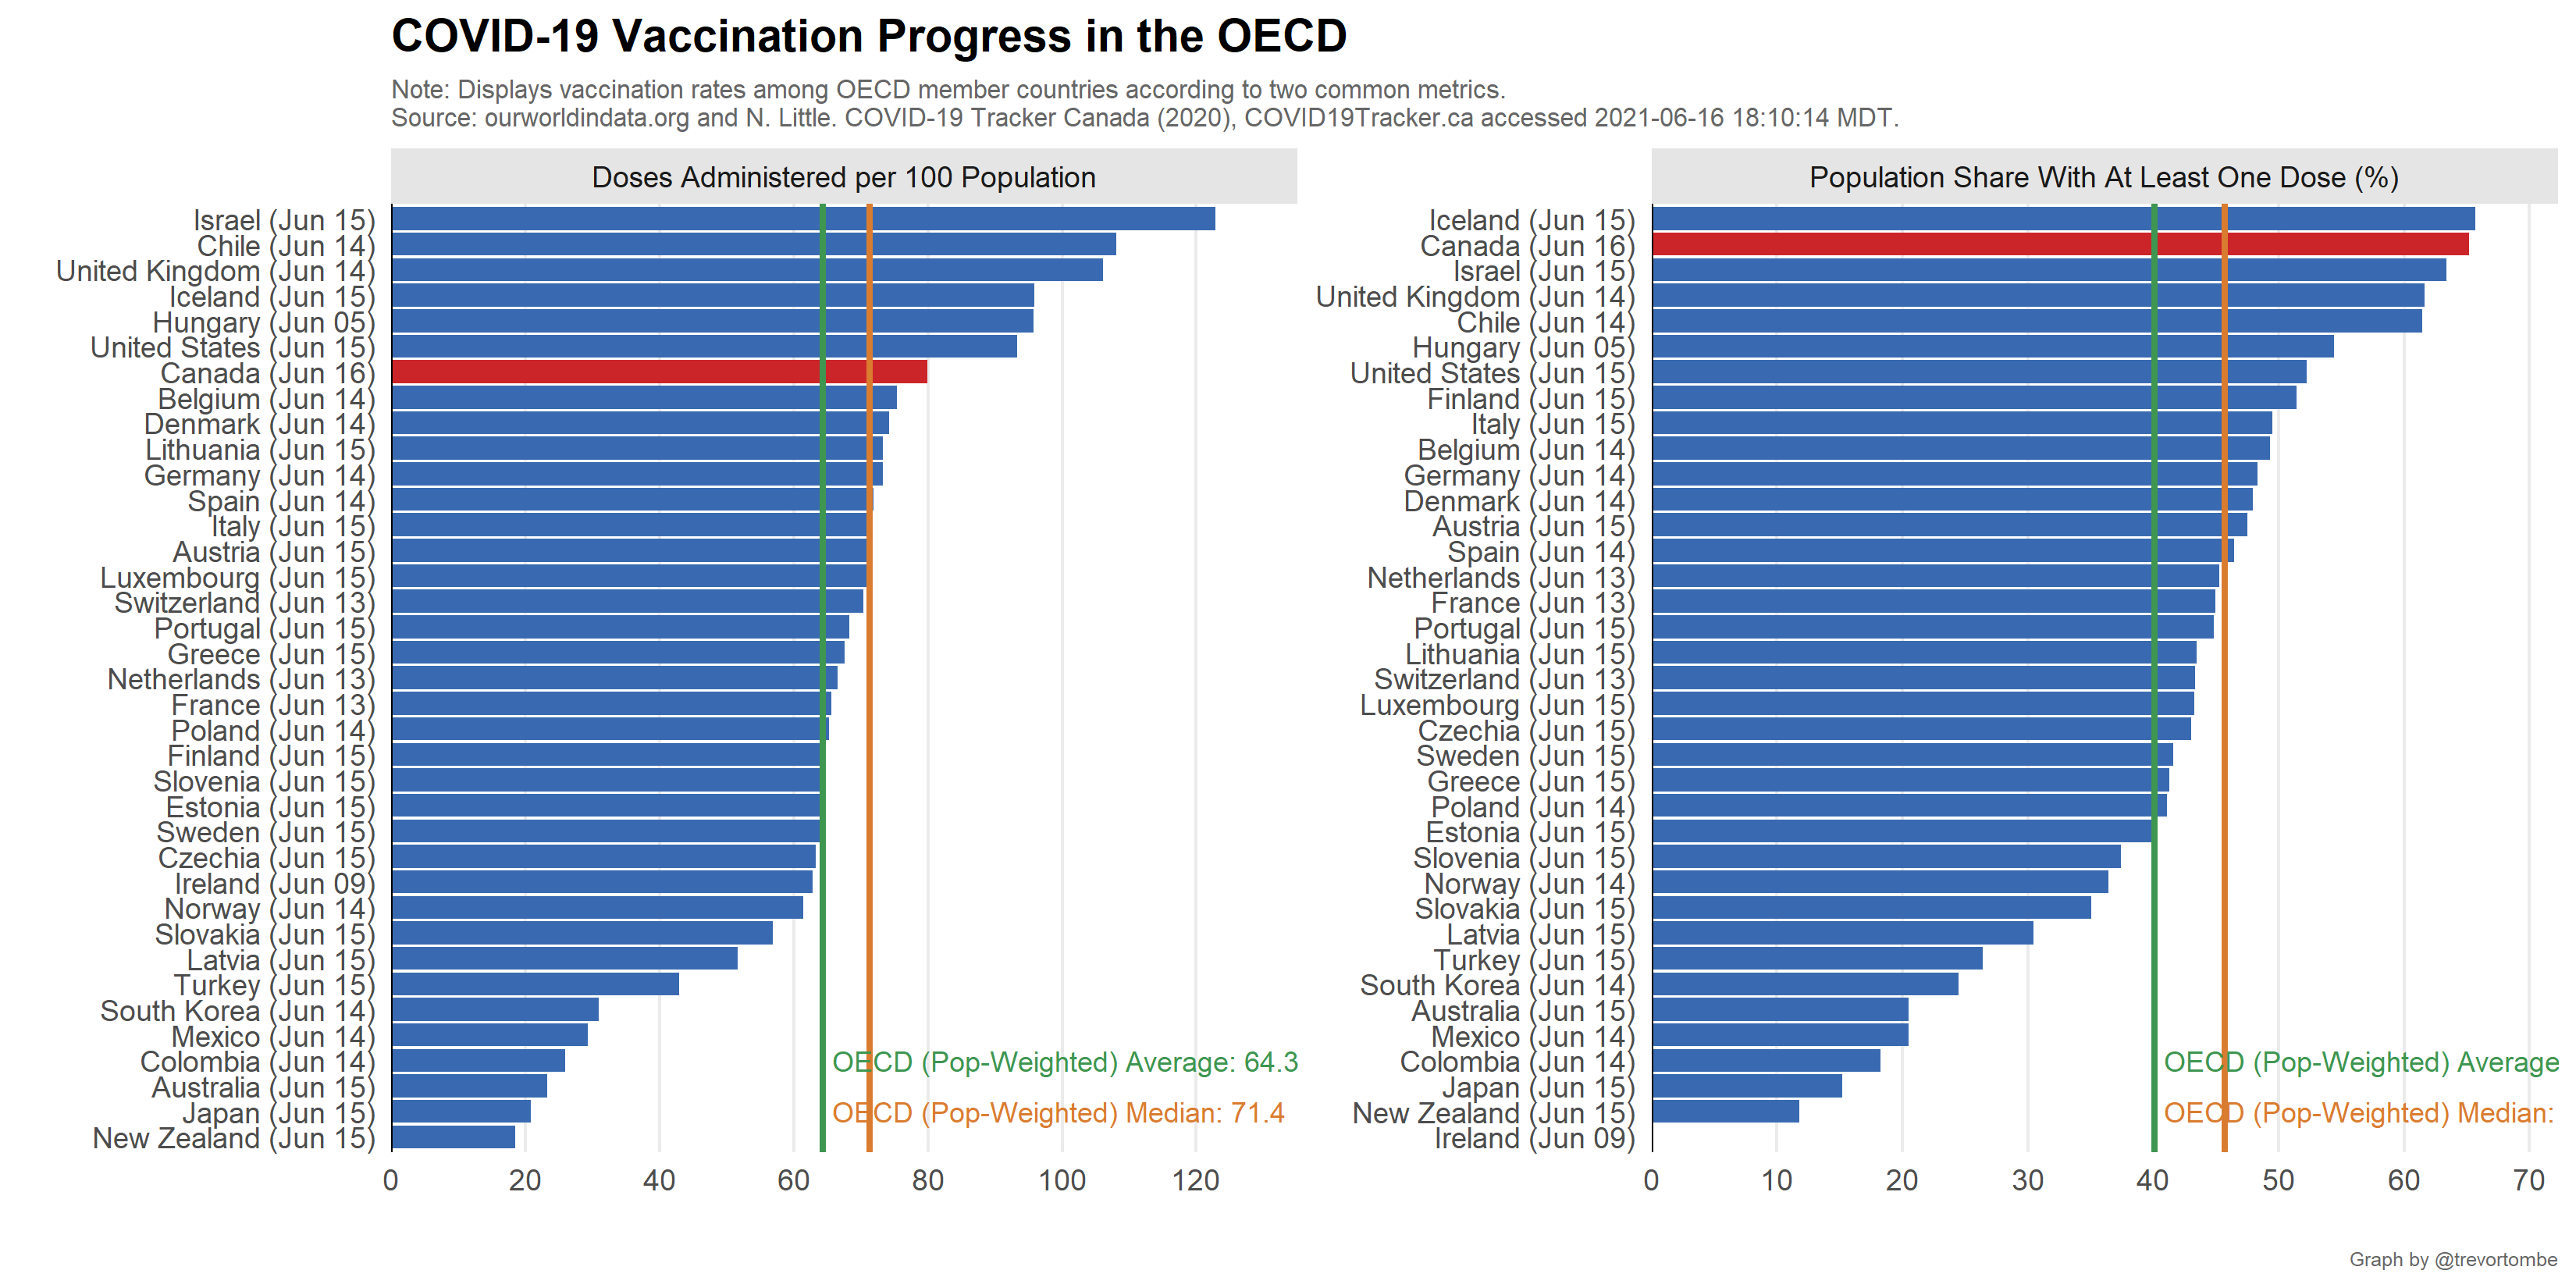 COVID-19 Vaccination Progress in the OECD
Note: Displays vaccination rates among OECD member countries according to two common metrics.
Source: ourworldindata.org and N. Little. COVID-19 Tracker Canada (2020), COVID19Tracker.ca accessed 2021-06-16 18:10:14 MDT.
Doses Administered per 100 Population
Israel (Jun 15)
Chile (Jun 14)
United Kingdom (Jun 14)
Iceland (Jun 15)
Hungary (Jun 05)
United States (Jun 15)
Canada (Jun 16)
Belgium (Jun 14)
Denmark (Jun 14)
Lithuania (Jun 15)
Germany (Jun 14)
Spain (Jun 14)
Italy (Jun 15)
Austria (Jun 15)
Luxembourg (Jun 15)
Switzerland (Jun 13)
Portugal (Jun 15)
Greece (Jun 15)
Netherlands (Jun 13)
France (Jun 13)
Poland (Jun 14)
Finland (Jun 15)
Slovenia (Jun 15)
Estonia (Jun 15)
Sweden (Jun 15)
Czechia (Jun 15)
Ireland (Jun 09)
Norway (Jun 14)
Slovakia (Jun 15)
Latvia (Jun 15)
Turkey (Jun 15)
South Korea (Jun 14)
Mexico (Jun 14)
Colombia (Jun 14)
Australia (Jun 15)
Japan (Jun 15)
New Zealand (Jun 15)
OECD (Pop-Weighted) Average: 64.3
OECD (Pop-Weighted) Median: 71.4
0 20 40 60 80 100 120
Population Share With At Least One Dose (%)
Iceland (Jun 15)
Canada (Jun 16)
Israel (Jun 15)
United Kingdom (Jun 14)
Chile (Jun 14)
Hungary (Jun 05)
United States (Jun 15)
Finland (Jun 15)
Italy (Jun 15)
Belgium (Jun 14)
Germany (Jun 14)
Denmark (Jun 14)
Austria (Jun 15)
Spain (Jun 14)
Netherlands (Jun 13)
France (Jun 13)
Portugal (Jun 15)
Lithuania (Jun 15)
Switzerland (Jun 13)
Luxembourg (Jun 15)
Czechia (Jun 15)
Sweden (Jun 15)
Greece (Jun 15)
Poland (Jun 14)
Estonia (Jun 15)
Slovenia (Jun 15)
Norway (Jun 14)
Slovakia (Jun 15)
Latvia (Jun 15)
Turkey (Jun 15)
South Korea (Jun 14)
Australia (Jun 15)
Mexico (Jun 14)
Colombia (Jun 14)
Japan (Jun 15)
New Zealand (Jun 15)
Ireland (Jun 09)
OECD (Pop-Weighted) Average
OECD (Pop-Weighted) Median:
0 10 20 30 40 50 60 70
Graph by @trevortombe